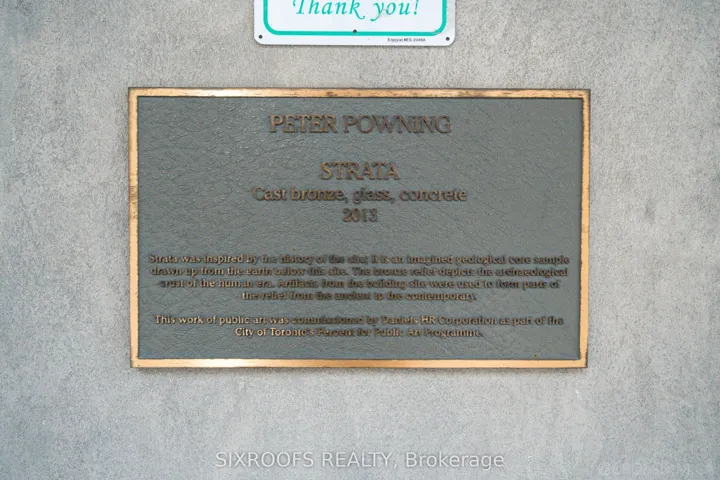 Thank you!
PETER POWNING
STRATA
Cast bronze, glass, concrete
2013
Strata was inspired by the history of the site; it is an imagined geological core sample
drawn up from the earth below this site. The bronze relief depicts the archaeological
crust of the human era. Artifacts from the building site were used to form parts of
the relief from the ancient to the contemporary.
This work of public art was commissioned by Daniels HR Corporation as part of the
City of Toronto's Percent for Public Art Programme.
SIXROOFS REALTY, Brokerage